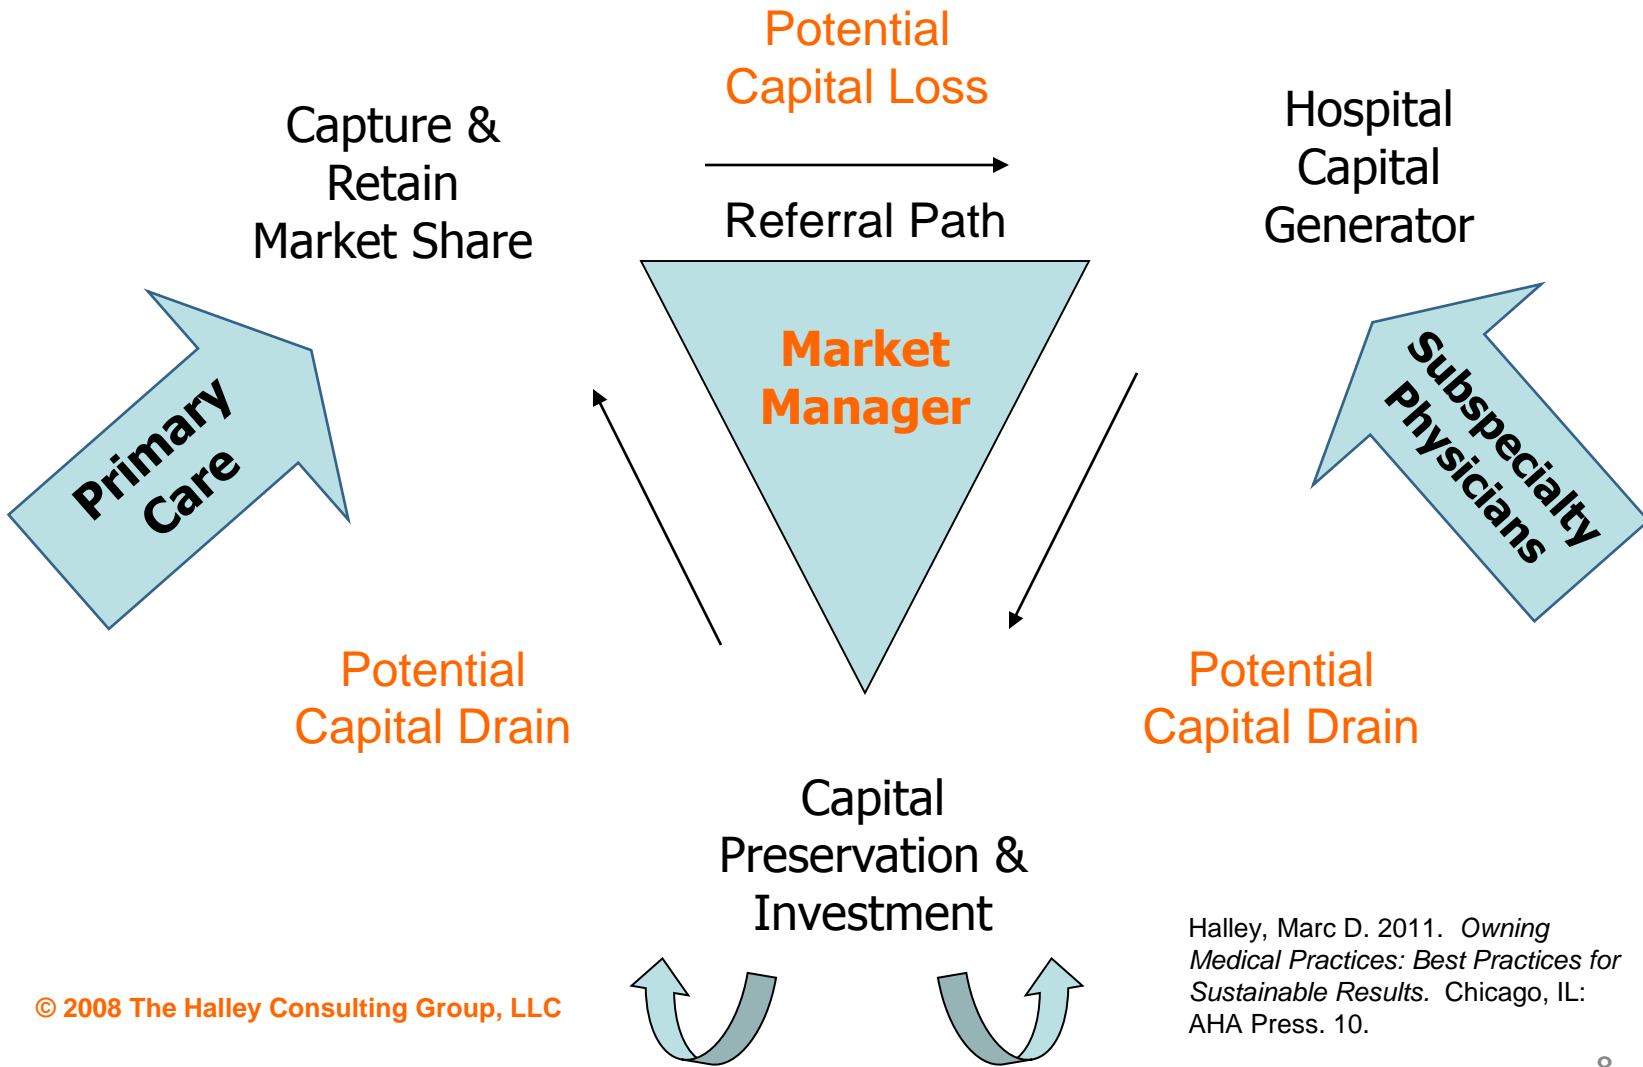 Potential
Capital Loss
Capture &
Retain
Market Share
Hospital
Capital
Generator
Referral Path
Market
Manager
Primary
Care
Subspecialty
Physicians
Potential
Capital Drain
Potential
Capital Drain
Capital
Preservation &
Investment
Halley, Marc D. 2011. Owning
Medical Practices: Best Practices for
Sustainable Results. Chicago, IL:
AHA Press. 10.
© 2008 The Halley Consulting Group, LLC